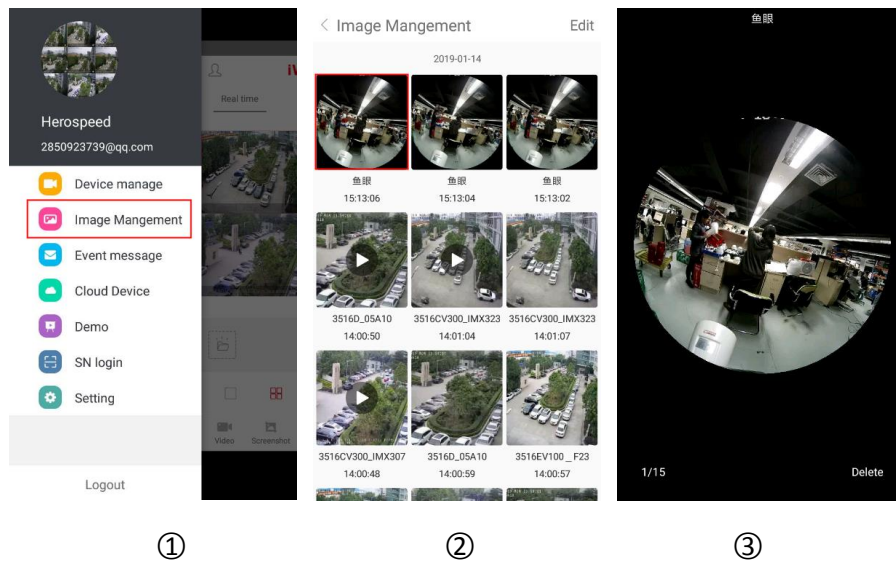 Herospeed
2850923739@qq.com
Device manage
Image Mangement
Event message
Cloud Device
Demo
SN login
Setting
Logout
Real time
Video Screenshot
①
< Image Mangement Edit
2019-01-14
鱼眼 鱼眼 鱼眼
15:13:06 15:13:04 15:13:02
3516D_05A10 3516CV300_IMX323 3516CV300_IMX323
14:00:50 14:01:04 14:01:07
3516CV300_IMX307 3516D_05A10 3516EV100 _ F23
14:00:48 14:00:59 14:00:57
②
鱼眼
1/15 Delete
③